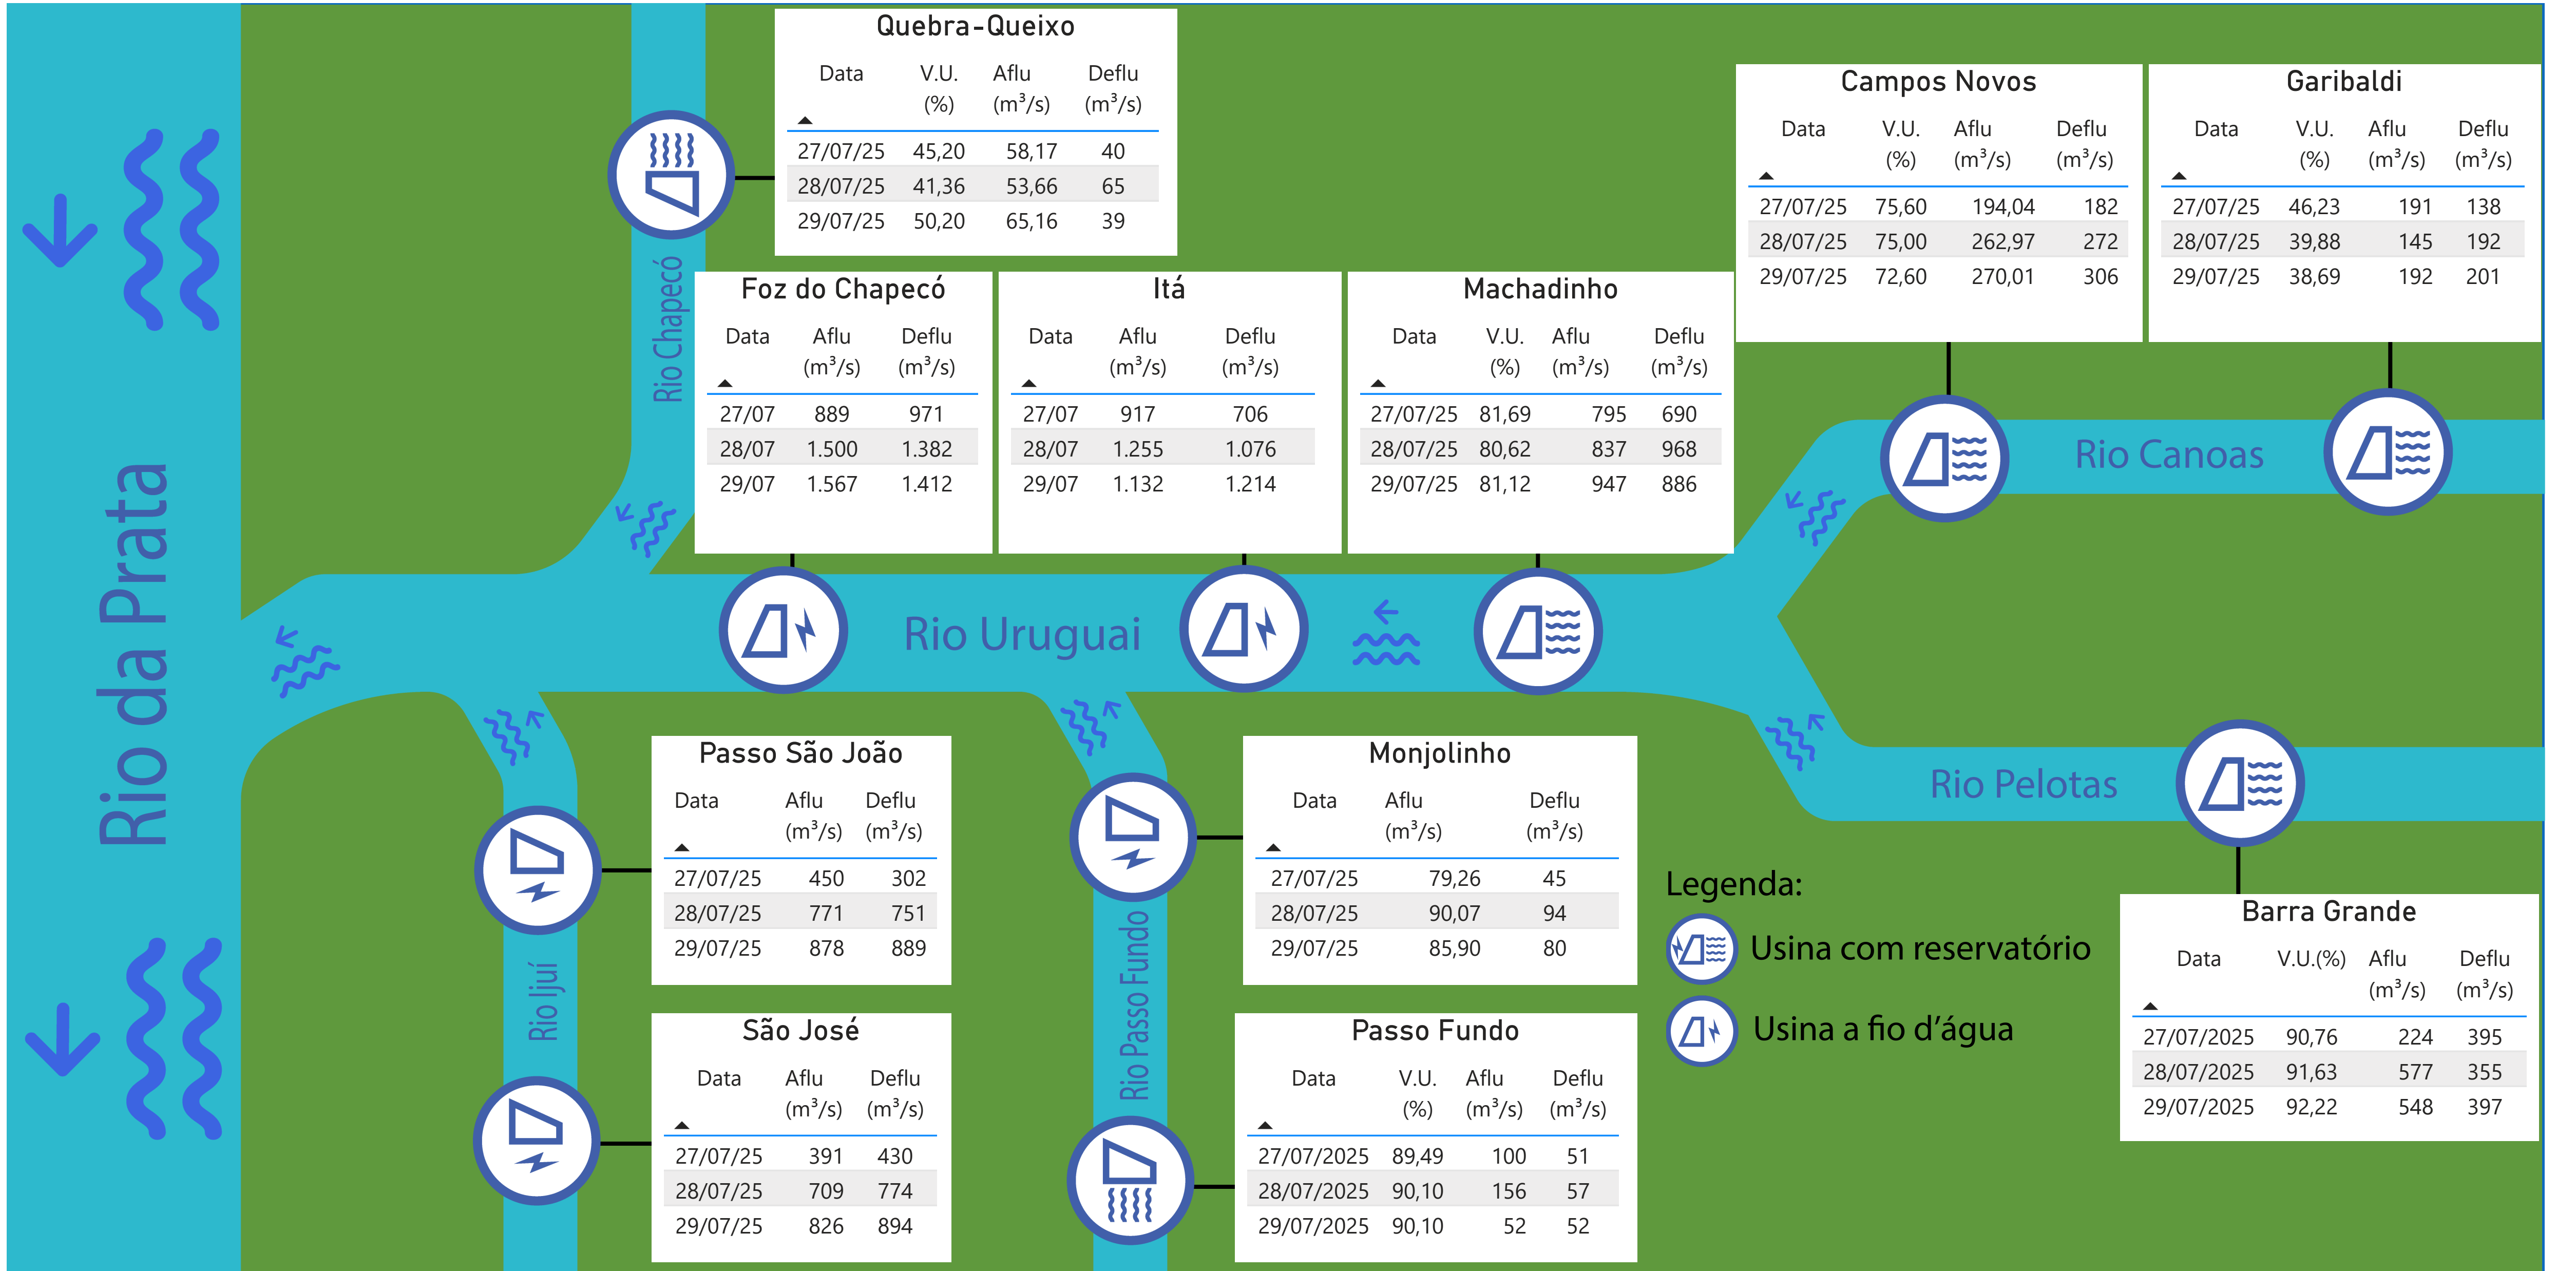 Quebra-Queixo
Data V.U. (%) Aflu (m³/s) Deflu (m³/s)
27/07/25 45,20 58,17 40
28/07/25 41,36 53,66 65
29/07/25 50,20 65,16 39
Campos Novos
Data V.U. (%) Aflu (m³/s) Deflu (m³/s)
27/07/25 75,60 194,04 182
28/07/25 75,00 262,97 272
29/07/25 72,60 270,01 306
Garibaldi
Data V.U. (%) Aflu (m³/s) Deflu (m³/s)
27/07/25 46,23 191 138
28/07/25 39,88 145 192
29/07/25 38,69 192 201
Rio Chapecó
Foz do Chapecó
Data Aflu (m³/s) Deflu (m³/s)
27/07 889 971
28/07 1.500 1.382
29/07 1.567 1.412
Itá
Data Aflu (m³/s) Deflu (m³/s)
27/07 917 706
28/07 1.255 1.076
29/07 1.132 1.214
Machadinho
Data V.U. (%) Aflu (m³/s) Deflu (m³/s)
27/07/25 81,69 795 690
28/07/25 80,62 837 968
29/07/25 81,12 947 886
Rio Canoas
Rio da Prata
Rio Uruguai
Rio Pelotas
Passo São João
Data Aflu (m³/s) Deflu (m³/s)
27/07/25 450 302
28/07/25 771 751
29/07/25 878 889
Monjolinho
Data Aflu (m³/s) Deflu (m³/s)
27/07/25 79,26 45
28/07/25 90,07 94
29/07/25 85,90 80
Legenda:
Usina com reservatório
Usina a fio d’água
Barra Grande
Data V.U.(%) Aflu (m³/s) Deflu (m³/s)
27/07/2025 90,76 224 395
28/07/2025 91,63 577 355
29/07/2025 92,22 548 397
Rio Ijuí
São José
Data Aflu (m³/s) Deflu (m³/s)
27/07/25 391 430
28/07/25 709 774
29/07/25 826 894
Rio Passo Fundo
Passo Fundo
Data V.U. (%) Aflu (m³/s) Deflu (m³/s)
27/07/2025 89,49 100 51
28/07/2025 90,10 156 57
29/07/2025 90,10 52 52